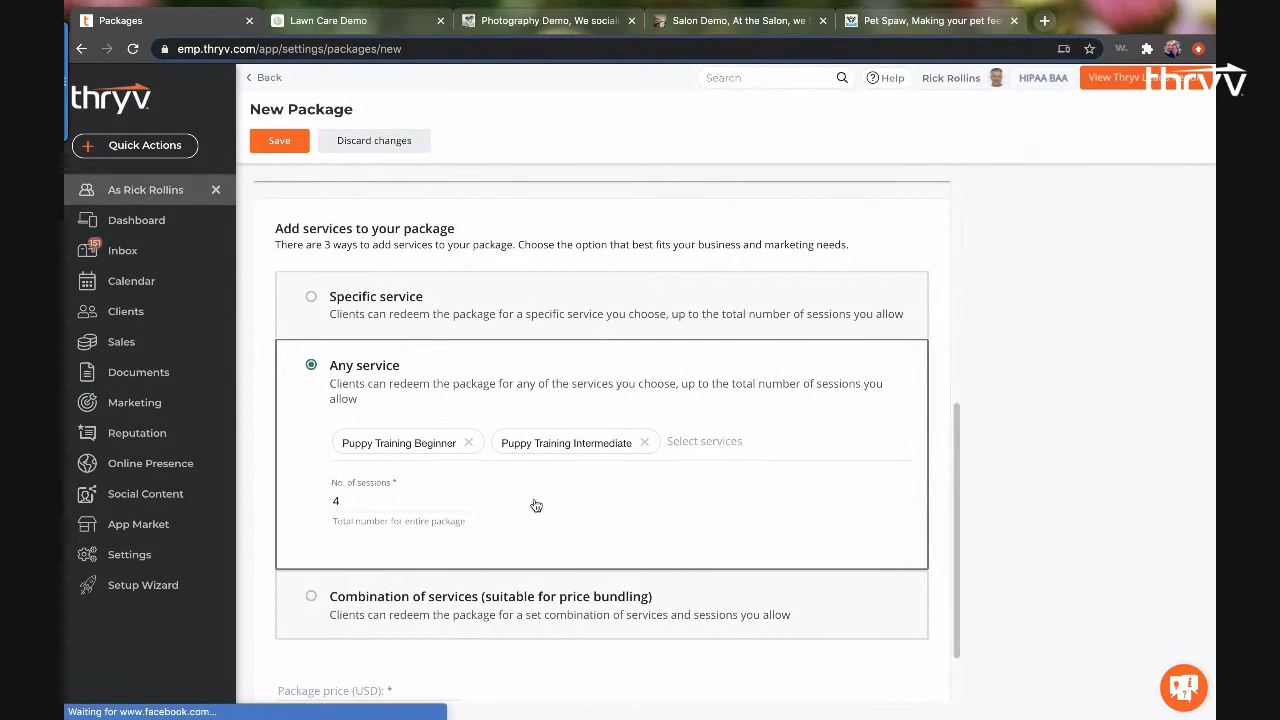 Packages
Lawn Care Demo
Photography Demo, We sociali
Salon Demo, At the Salon, we t
Pet Spaw, Making your pet fee
emp.thryv.com/app/settings/packages/new
W.
thryv
Back
Search
Help
Rick Rollins
HIPAA BAA
View Thryv
thryv
New Package
Save
Discard changes
Quick Actions
As Rick Rollins
Dashboard
151
Inbox
Calendar
Clients
Sales
Documents
Marketing
Reputation
Online Presence
Social Content
App Market
Settings
Setup Wizard
Add services to your package
There are 3 ways to add services to your package. Choose the option that best fits your business and marketing needs.
Specific service
Clients can redeem the package for a specific service you choose, up to the total number of sessions you allow
Any service
Clients can redeem the package for any of the services you choose, up to the total number of sessions you
allow
Puppy Training Beginner
Puppy Training Intermediate
Select services
No. of sessions *
4
Total number for entire package
Combination of services (suitable for price bundling)
Clients can redeem the package for a set combination of services and sessions you allow
Package price (USD): *
Waiting for www.facebook.com...